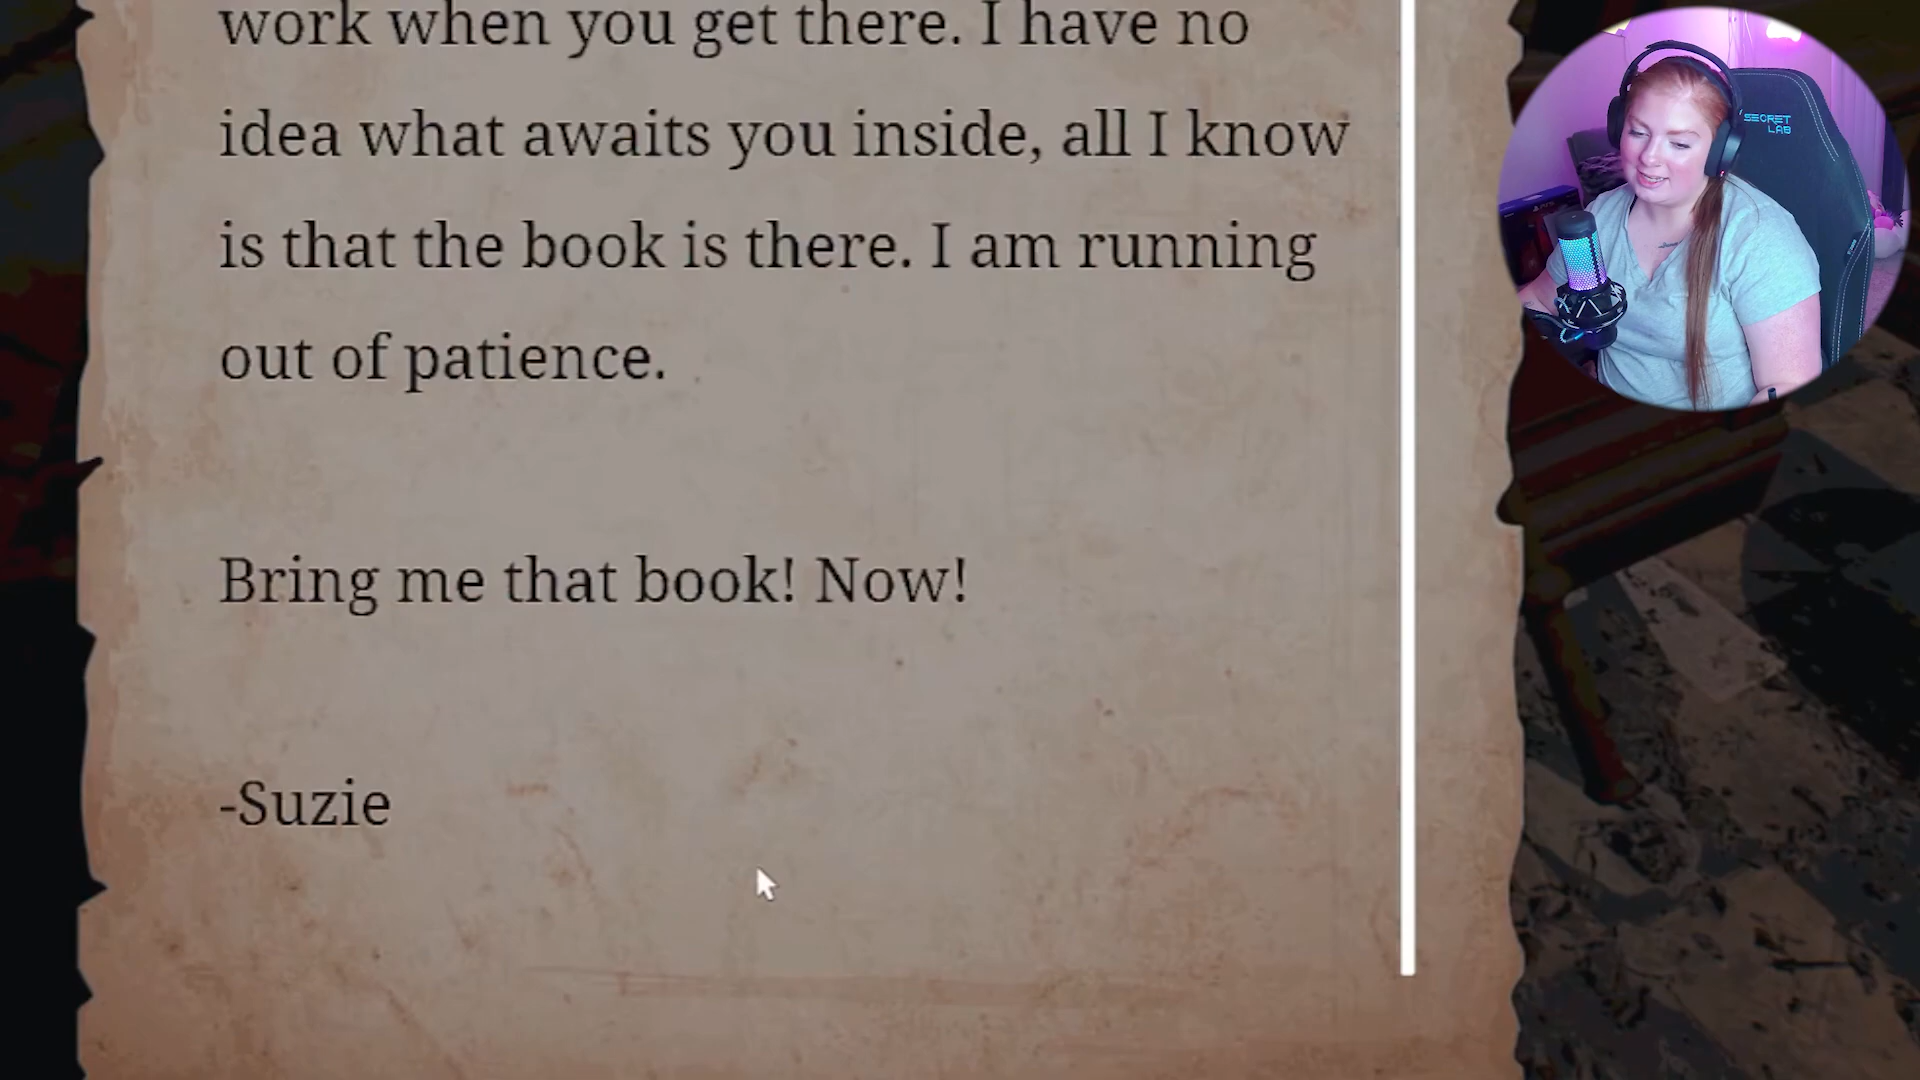 work when you get there. I have no
idea what awaits you inside, all I know
is that the book is there. I am running
out of patience.
Bring me that book! Now!
-Suzie
SECRET
LAB